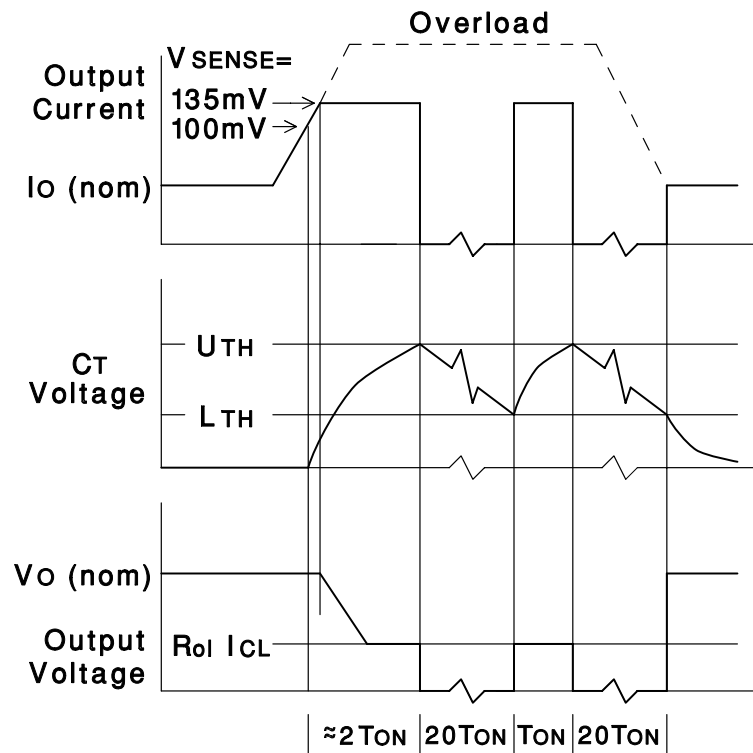 Overload
VSENSE=
Output
Current
135mV
100mV
IO (nom)
UTH
CT
Voltage
LTH
VO (nom)
Output
Voltage
Rol ICL
≈2TON
20TON
TON
20TON